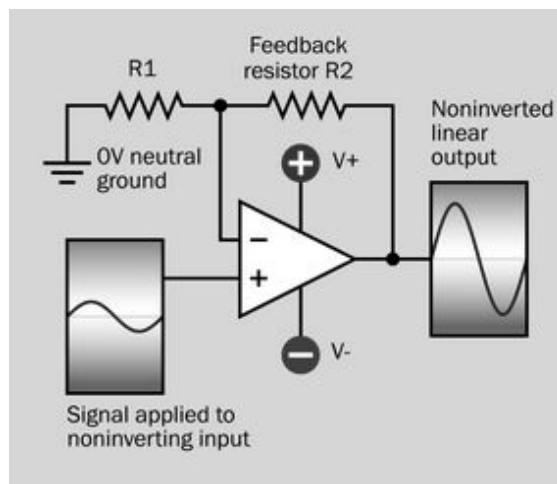 Feedback
resistor R2
R1
Noninverted
linear
output
0V neutral
ground
+
V+
−
+
−
V-
Signal applied to
noninverting input